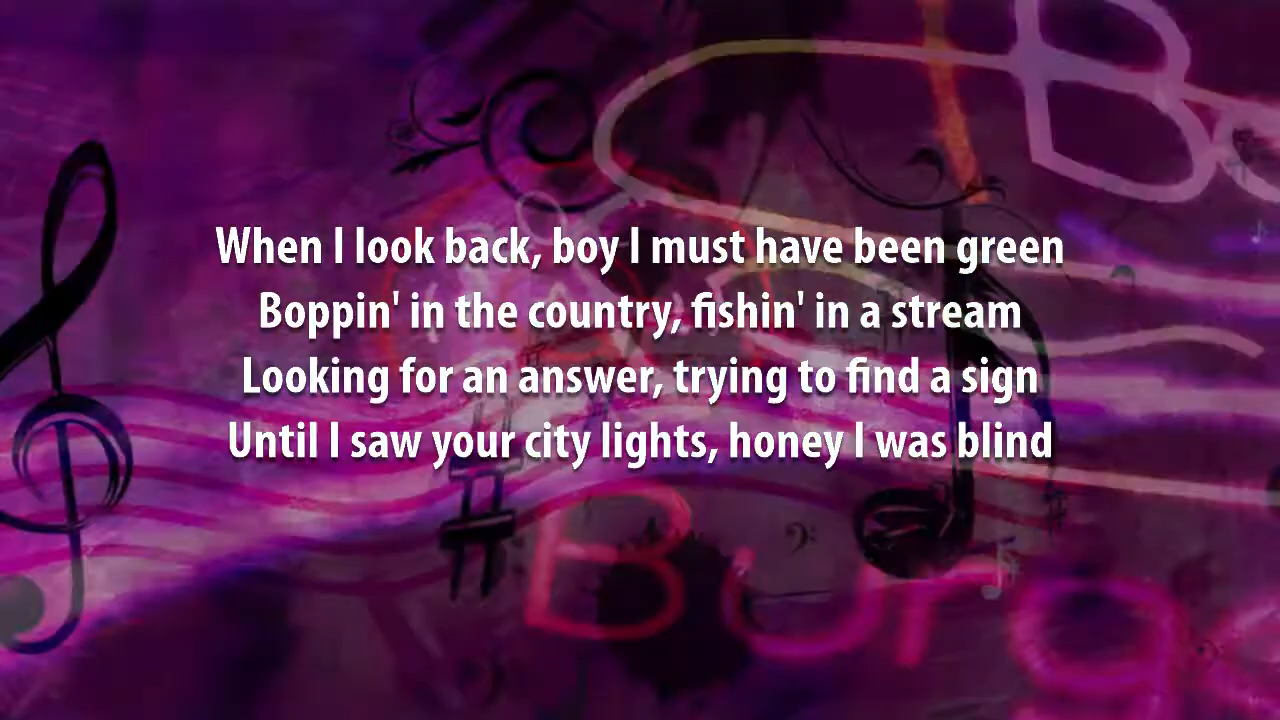 When I look back, boy I must have been green
Boppin' in the country, fishin' in a stream
Looking for an answer, trying to find a sign
Until I saw your city lights, honey I was blind
Burg